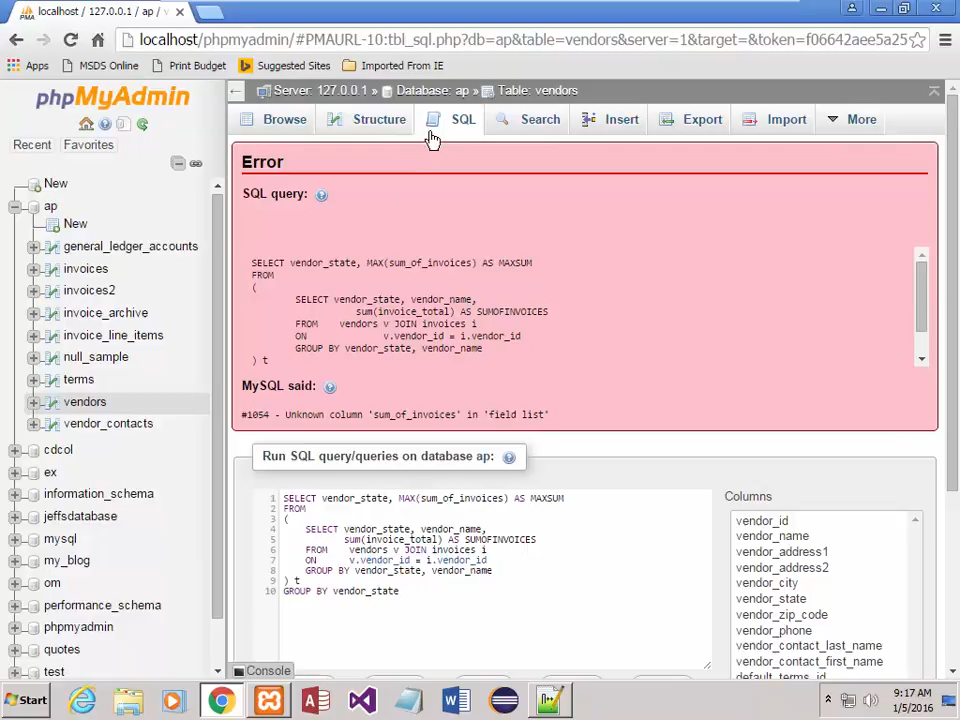 localhost / 127.0.0.1 / ap / v
localhost/phpmyadmin/#PMAURL-10:tbl_sql.php?db=ap&table=vendors&server=1&target=&token=f06642aee5a25
Apps MSDS Online Print Budget Suggested Sites Imported From IE
phpMyAdmin
Recent Favorites
New
ap
New
general_ledger_accounts
invoices
invoices2
invoice_archive
invoice_line_items
null_sample
terms
vendors
vendor_contacts
cdcol
ex
information_schema
jeffsdatabase
mysql
my_blog
om
performance_schema
phpmyadmin
quotes
test
Server: 127.0.0.1 » Database: ap » Table: vendors
Browse Structure SQL Search Insert Export Import More
Error
SQL query:
SELECT vendor_state, MAX(sum_of_invoices) AS MAXSUM
FROM
(
SELECT vendor_state, vendor_name,
sum(invoice_total) AS SUMOFINVOICES
FROM vendors v JOIN invoices i
ON v.vendor_id = i.vendor_id
GROUP BY vendor_state, vendor_name
) t
MySQL said:
#1054 - Unknown column 'sum_of_invoices' in 'field list'
Run SQL query/queries on database ap:
1 SELECT vendor_state, MAX(sum_of_invoices) AS MAXSUM
2 FROM
3 (
4 SELECT vendor_state, vendor_name,
5 sum(invoice_total) AS SUMOFINVOICES
6 FROM vendors v JOIN invoices i
7 ON v.vendor_id = i.vendor_id
8 GROUP BY vendor_state, vendor_name
9 ) t
10 GROUP BY vendor_state
Columns
vendor_id
vendor_name
vendor_address1
vendor_address2
vendor_city
vendor_state
vendor_zip_code
vendor_phone
vendor_contact_last_name
vendor_contact_first_name
default_terms_id
Console
Start
9:17 AM
1/5/2016